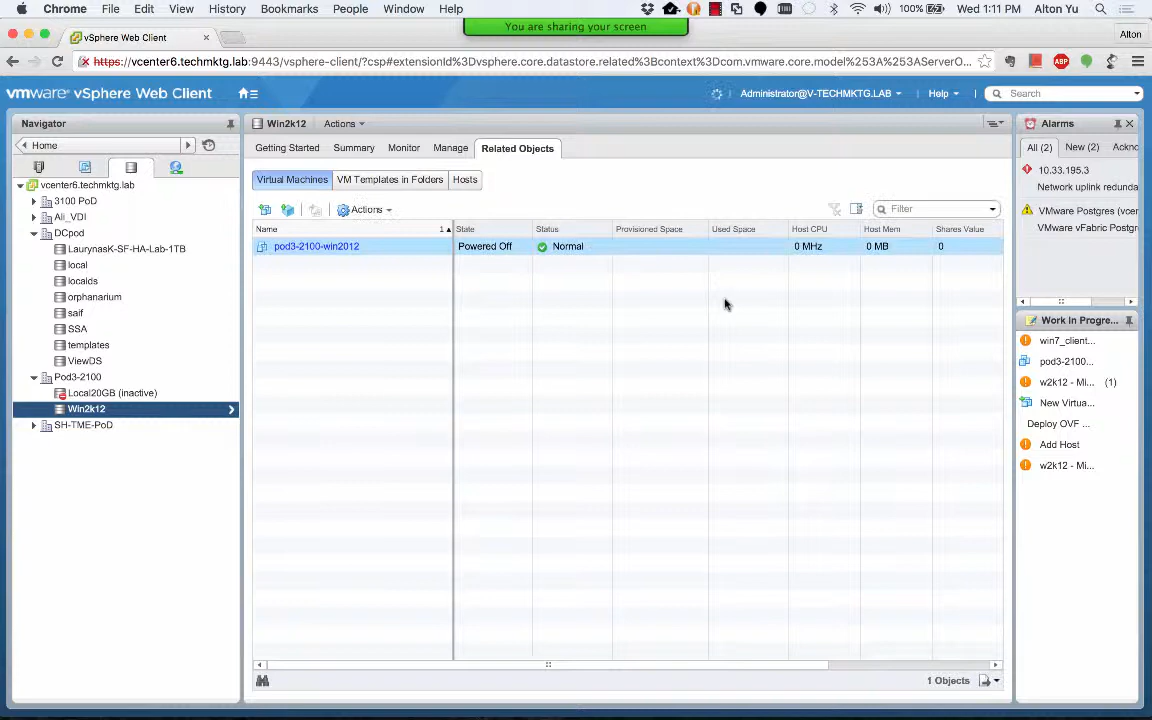 Chrome File Edit View History Bookmarks People Window Help 100% Wed 1:11 PM Alton Yu
You are sharing your screen
vSphere Web Client × Alton
https://vcenter6.techmktg.lab:9443/vsphere-client/?csp#extensionId%3Dvsphere.core.datastore.related%3Bcontext%3Dcom.vmware.core.model%253A%253AServerO...
vmware® vSphere Web Client Administrator@V-TECHMKTG.LAB Help Search
Navigator
Home
vcenter6.techmktg.lab
3100 PoD
Ali_VDI
DCpod
LaurynasK-SF-HA-Lab-1TB
local
localds
orphanarium
saif
SSA
templates
ViewDS
Pod3-2100
Local20GB (inactive)
Win2k12
SH-TME-PoD
Win2k12 Actions
Getting Started Summary Monitor Manage Related Objects
Virtual Machines VM Templates in Folders Hosts
Actions Filter
Name 1 State Status Provisioned Space Used Space Host CPU Host Mem Shares Value
pod3-2100-win2012 Powered Off Normal 0 MHz 0 MB 0
1 Objects
Alarms
All (2) New (2) Ackno
10.33.195.3
Network uplink redunda
VMware Postgres (vcer
VMware vFabric Postgr
Work In Progre...
win7_client...
pod3-2100...
w2k12 - Mi... (1)
New Virtua...
Deploy OVF ...
Add Host
w2k12 - Mi...